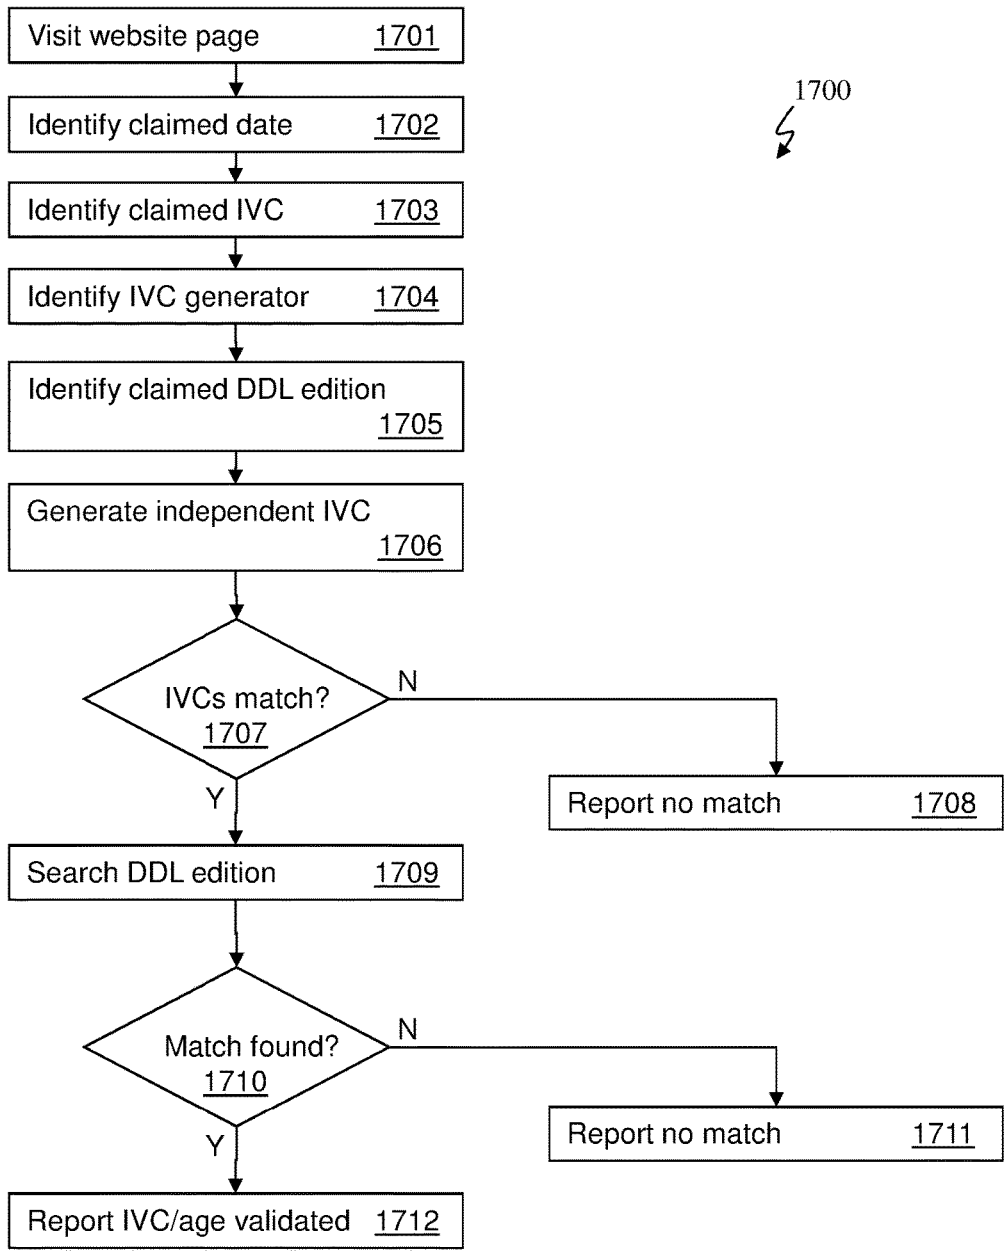 Visit website page 1701
1700
Identify claimed date 1702
Identify claimed IVC 1703
Identify IVC generator 1704
Identify claimed DDL edition
1705
Generate independent IVC
1706
IVCs match?
1707
N
Y
Report no match 1708
Search DDL edition 1709
Match found?
1710
N
Y
Report no match 1711
Report IVC/age validated 1712